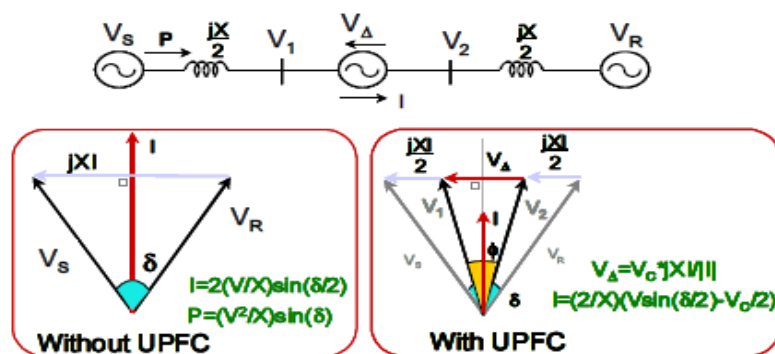 V_S P jX/2 V_1 V_Δ V_2 jX/2 V_R
I
jXI I
V_S δ V_R
I=2(V/X)sin(δ/2)
P=(V²/X)sin(δ)
Without UPFC
jXI/2 V_Δ jXI/2
V_1 I V_2
V_S ϕ V_R
δ
V_Δ=V_C*jXI/|I|
I=(2/X)(Vsin(δ/2)-V_C/2)
With UPFC